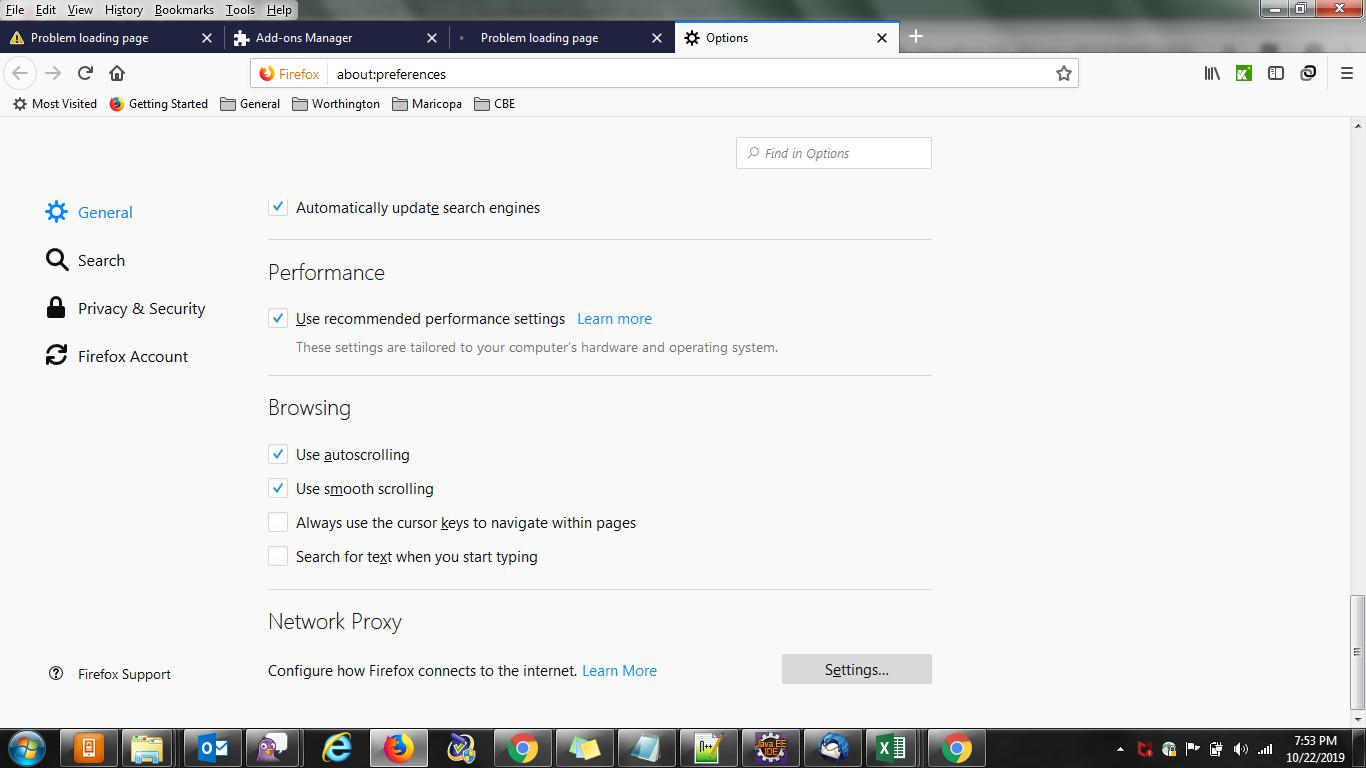 File Edit View History Bookmarks Tools Help
Problem loading page
Add-ons Manager
Problem loading page
Options
Firefox
about:preferences
Most Visited
Getting Started
General
Worthington
Maricopa
CBE
Find in Options
General
Search
Privacy & Security
Firefox Account
Firefox Support
Automatically update search engines
Performance
Use recommended performance settings Learn more
These settings are tailored to your computer's hardware and operating system.
Browsing
Use autoscrolling
Use smooth scrolling
Always use the cursor keys to navigate within pages
Search for text when you start typing
Network Proxy
Configure how Firefox connects to the internet. Learn More
Settings...
Java EE
IDE
7:53 PM
10/22/2019